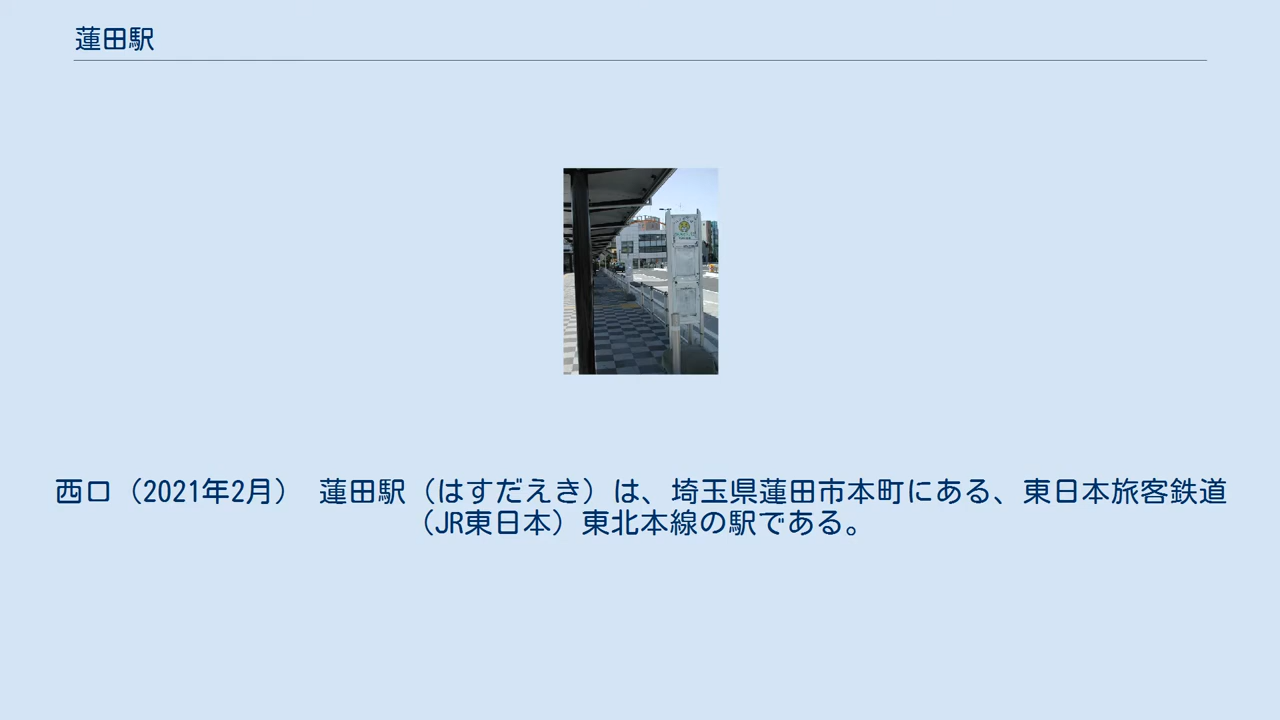 蓮田駅
西口（2021年2月）　蓮田駅（はすだえき）は、埼玉県蓮田市本町にある、東日本旅客鉄道
（JR東日本）東北本線の駅である。